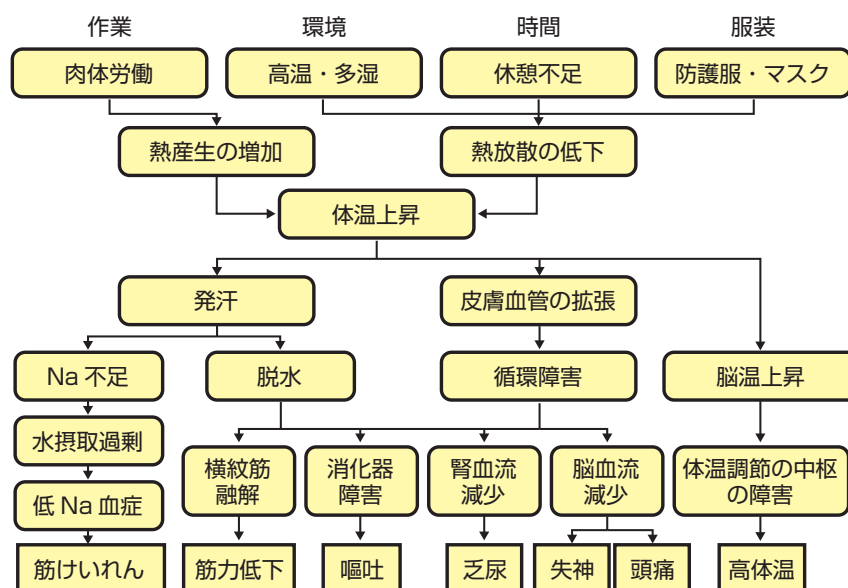 作業
環境
時間
服装
肉体労働
高温・多湿
休憩不足
防護服・マスク
熱産生の増加
熱放散の低下
体温上昇
発汗
皮膚血管の拡張
Na 不足
脱水
循環障害
脳温上昇
水摂取過剰
横紋筋
融解
消化器
障害
腎血流
減少
脳血流
減少
体温調節の中枢
の障害
低 Na 血症
筋けいれん
筋力低下
嘔吐
乏尿
失神
頭痛
高体温